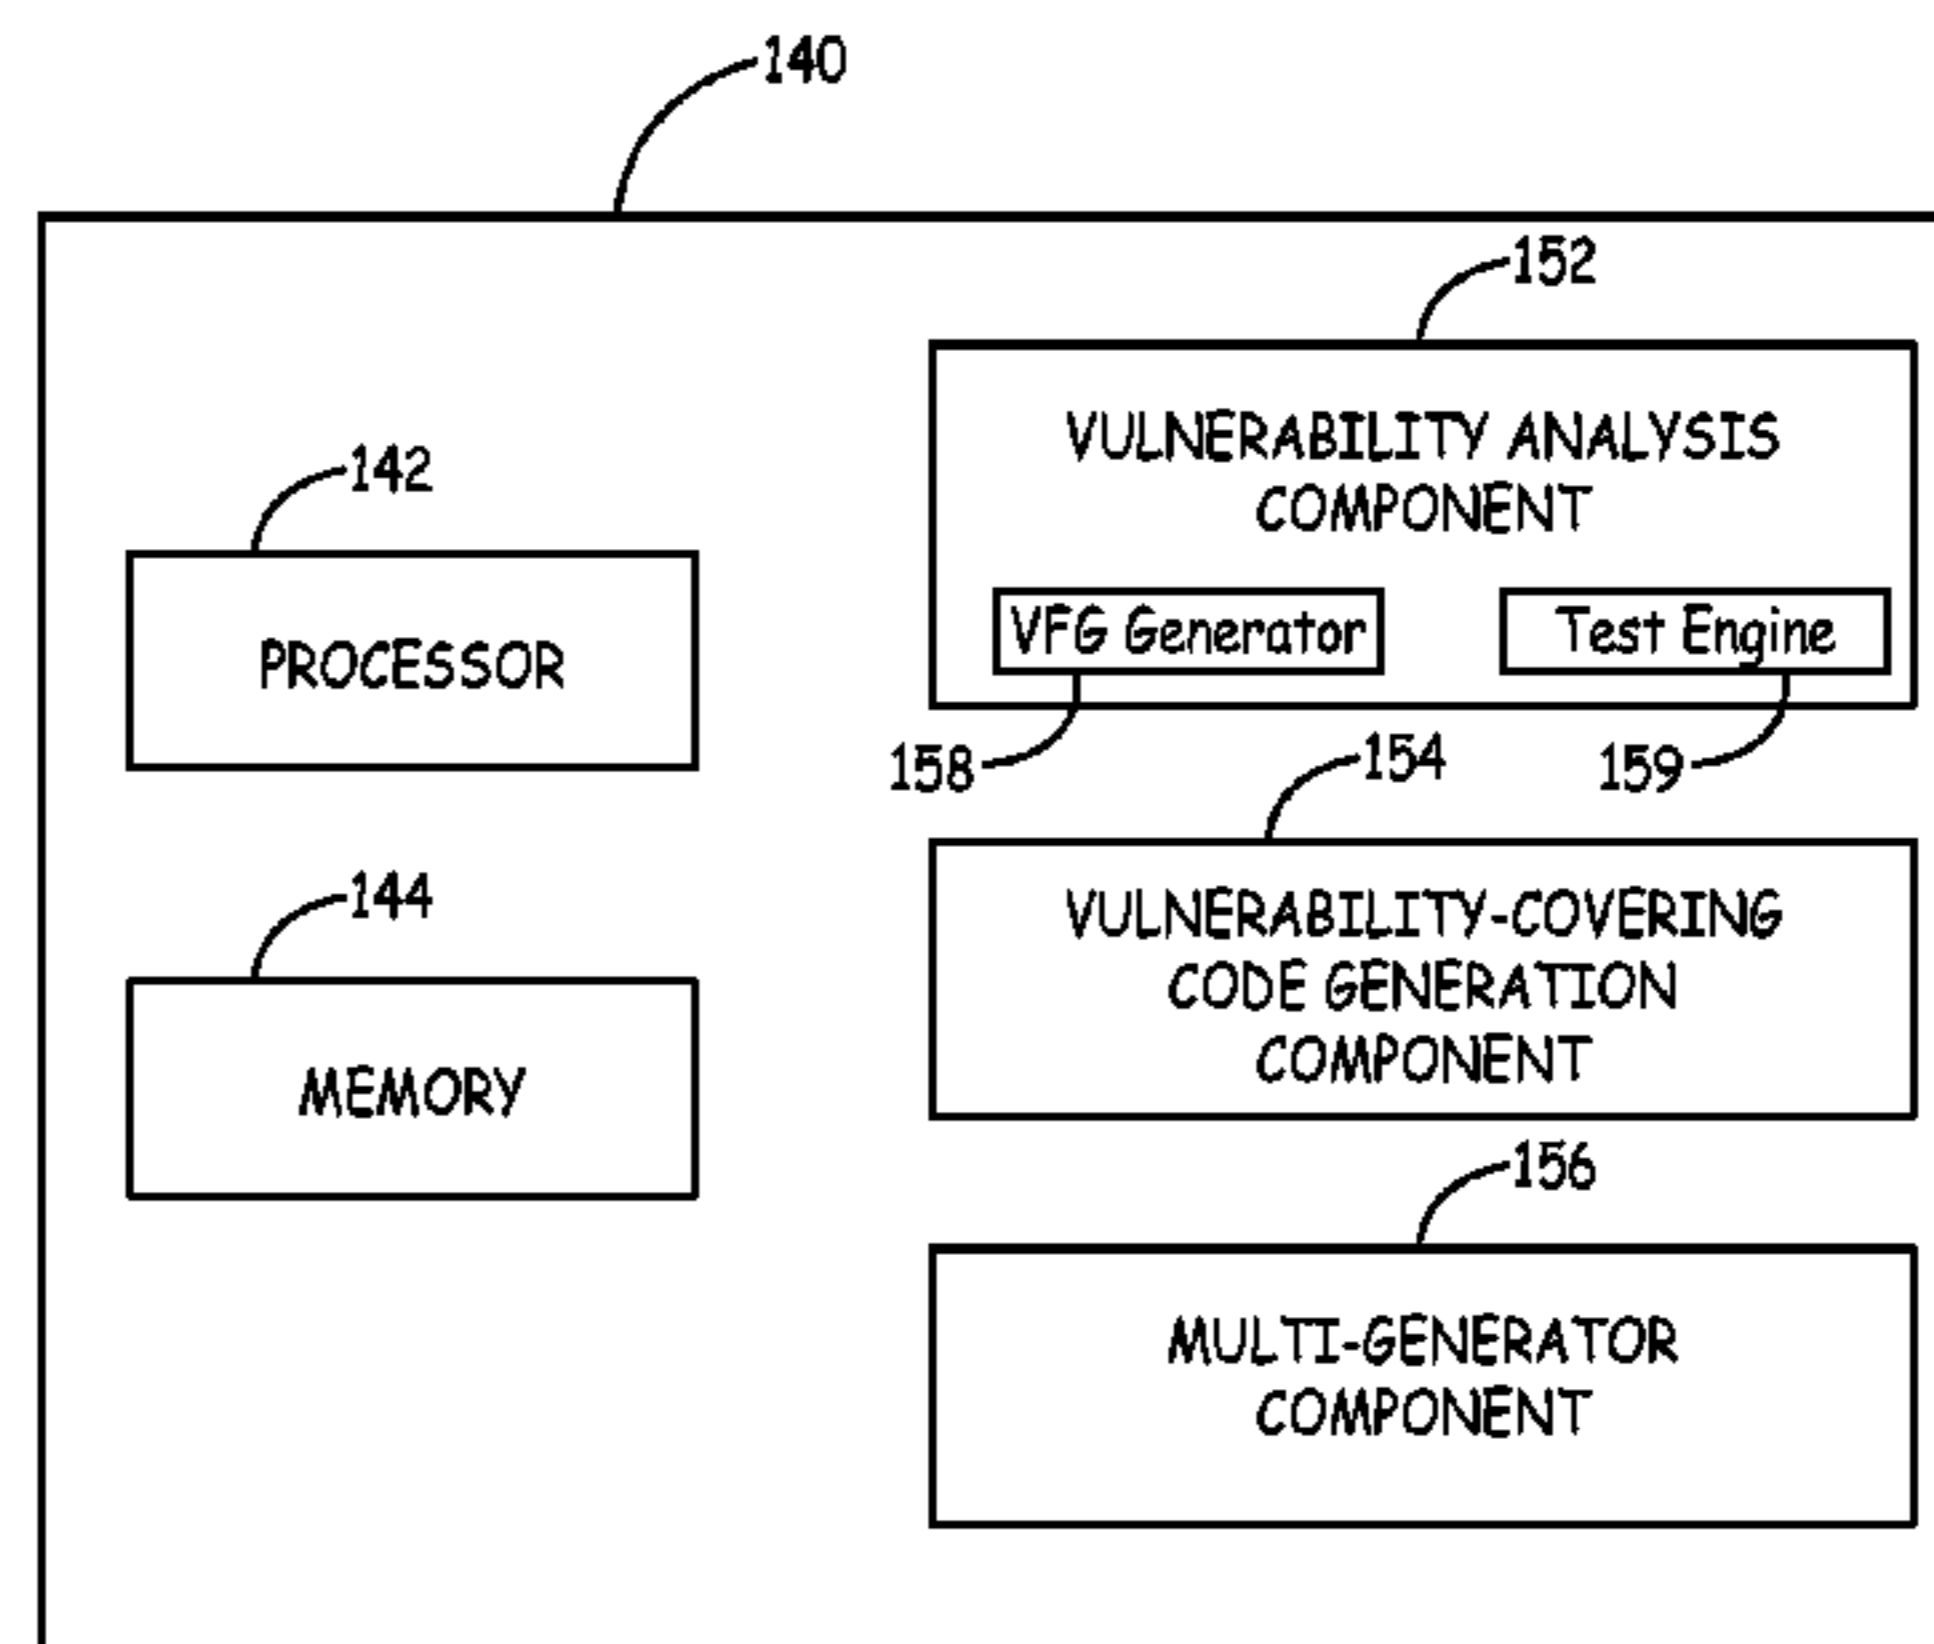 140
152
VULNERABILITY ANALYSIS
COMPONENT
VFG Generator
Test Engine
158
159
142
PROCESSOR
154
VULNERABILITY-COVERING
CODE GENERATION
COMPONENT
144
MEMORY
156
MULTI-GENERATOR
COMPONENT